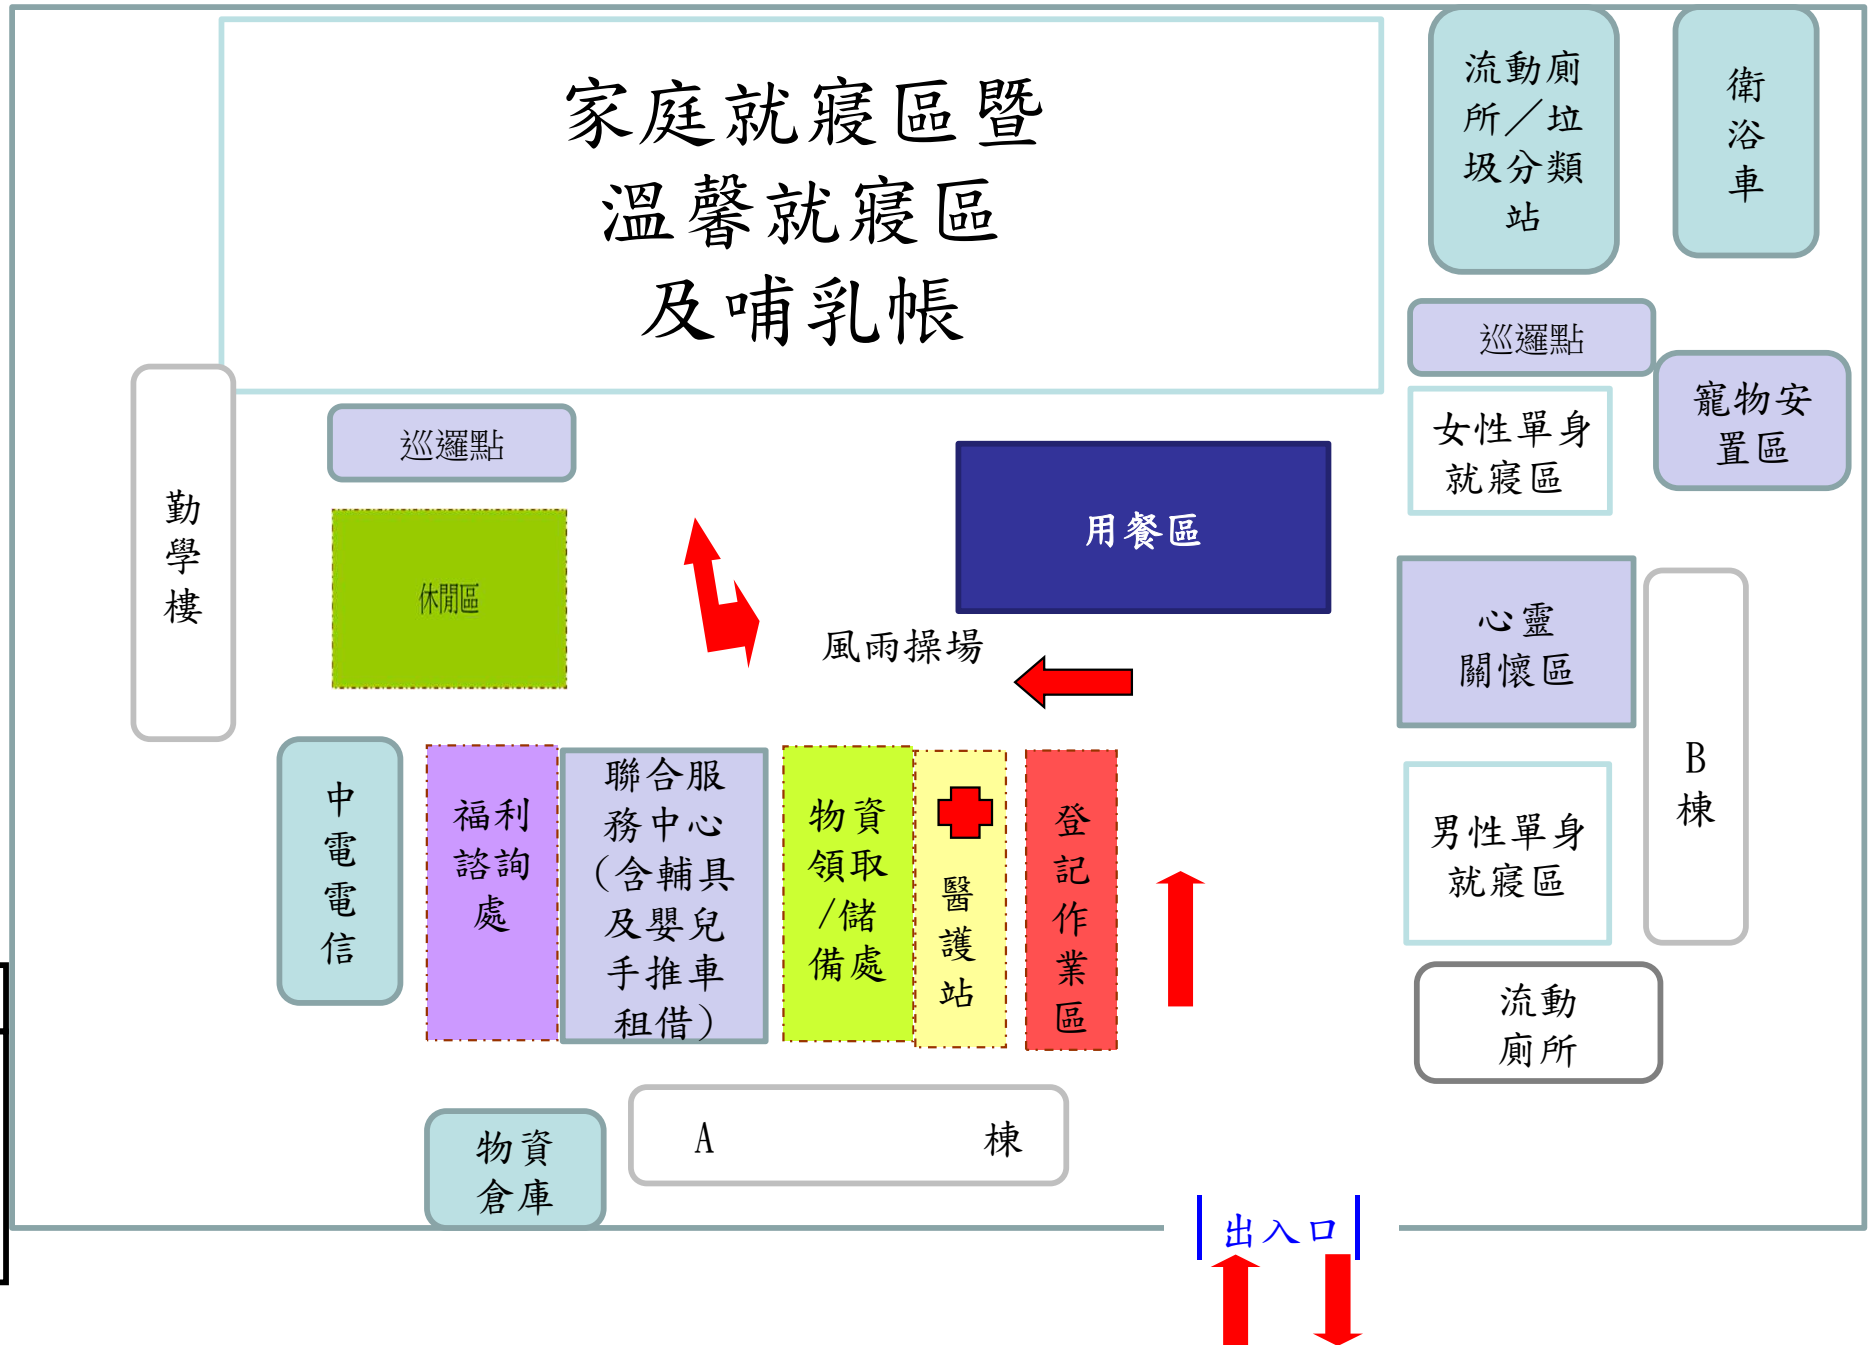 家庭就寢區暨
溫馨就寢區
及哺乳帳
流動廁
所／垃
圾分類
站
衛
浴
車
巡邏點
寵物安
置區
女性單身
就寢區
巡邏點
勤
學
樓
休閒區
用餐區
風雨操場
心靈
關懷區
B
棟
男性單身
就寢區
流動
廁所
中
電
電
信
福利
諮詢
處
聯合服
務中心
（含輔具
及嬰兒
手推車
租借）
物資
領取
/儲
備處
醫
護
站
登
記
作
業
區
物資
倉庫
A 棟
出入口